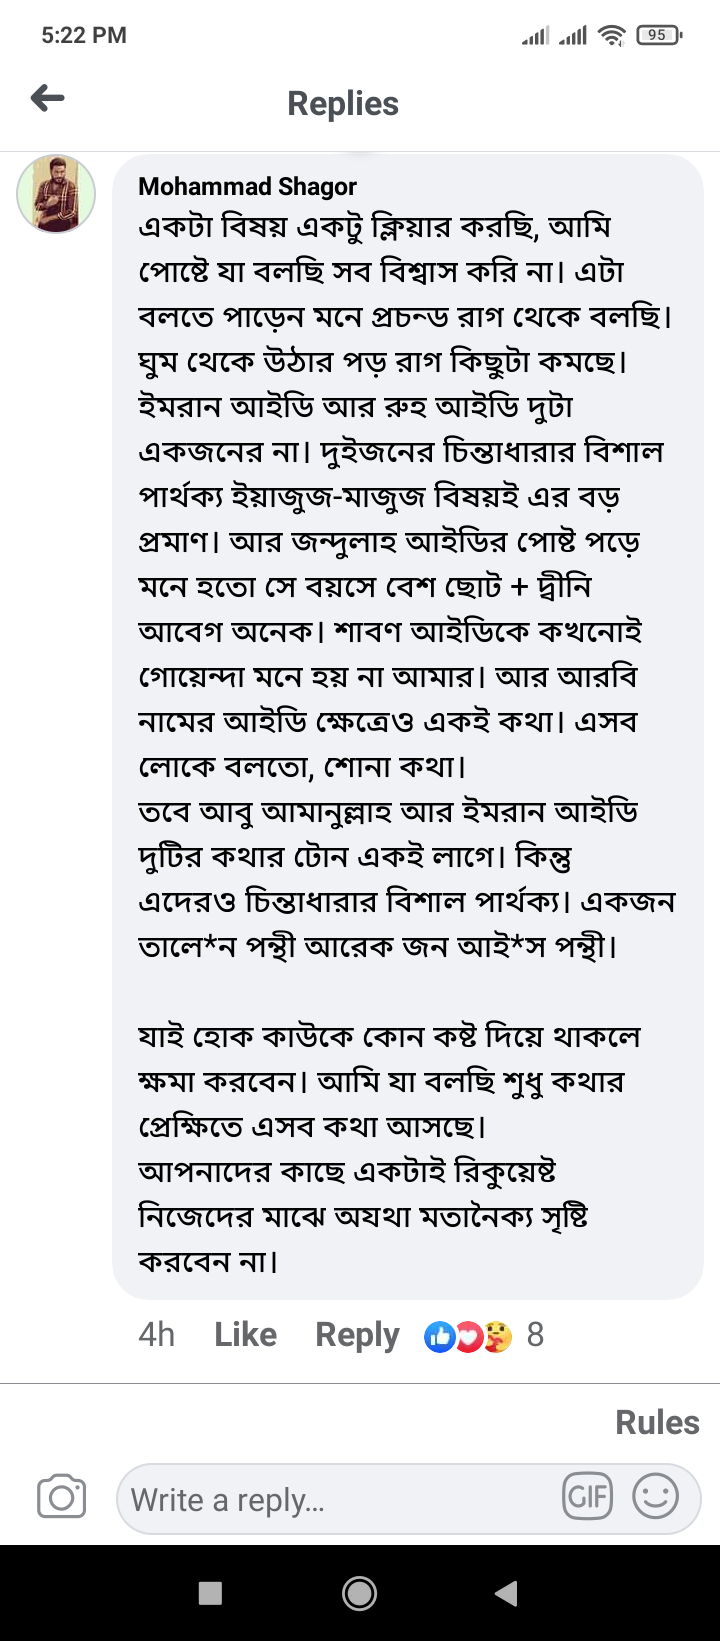 5:22 PM
95
Replies
Mohammad Shagor
একটা বিষয় একটু ক্লিয়ার করছি, আমি
পোষ্টে যা বলছি সব বিশ্বাস করি না। এটা
বলতে পাড়েন মনে প্রচন্ড রাগ থেকে বলছি।
ঘুম থেকে উঠার পড় রাগ কিছুটা কমছে।
ইমরান আইডি আর রুহ আইডি দুটা
একজনের না। দুইজনের চিন্তাধারার বিশাল
পার্থক্য ইয়াজুজ-মাজুজ বিষয়ই এর বড়
প্রমাণ। আর জন্দুলাহ আইডির পোষ্ট পড়ে
মনে হতো সে বয়সে বেশ ছোট + দ্বীনি
আবেগ অনেক। শাবণ আইডিকে কখনোই
গোয়েন্দা মনে হয় না আমার। আর আরবি
নামের আইডি ক্ষেত্রেও একই কথা। এসব
লোকে বলতো, শোনা কথা।
তবে আবু আমানুল্লাহ আর ইমরান আইডি
দুটির কথার টোন একই লাগে। কিন্তু
এদেরও চিন্তাধারার বিশাল পার্থক্য। একজন
তালে*ন পন্থী আরেক জন আই*স পন্থী।
যাই হোক কাউকে কোন কষ্ট দিয়ে থাকলে
ক্ষমা করবেন। আমি যা বলছি শুধু কথার
প্রেক্ষিতে এসব কথা আসছে।
আপনাদের কাছে একটাই রিকুয়েষ্ট
নিজেদের মাঝে অযথা মতানৈক্য সৃষ্টি
করবেন না।
4h Like Reply 8
Rules
Write a reply... GIF